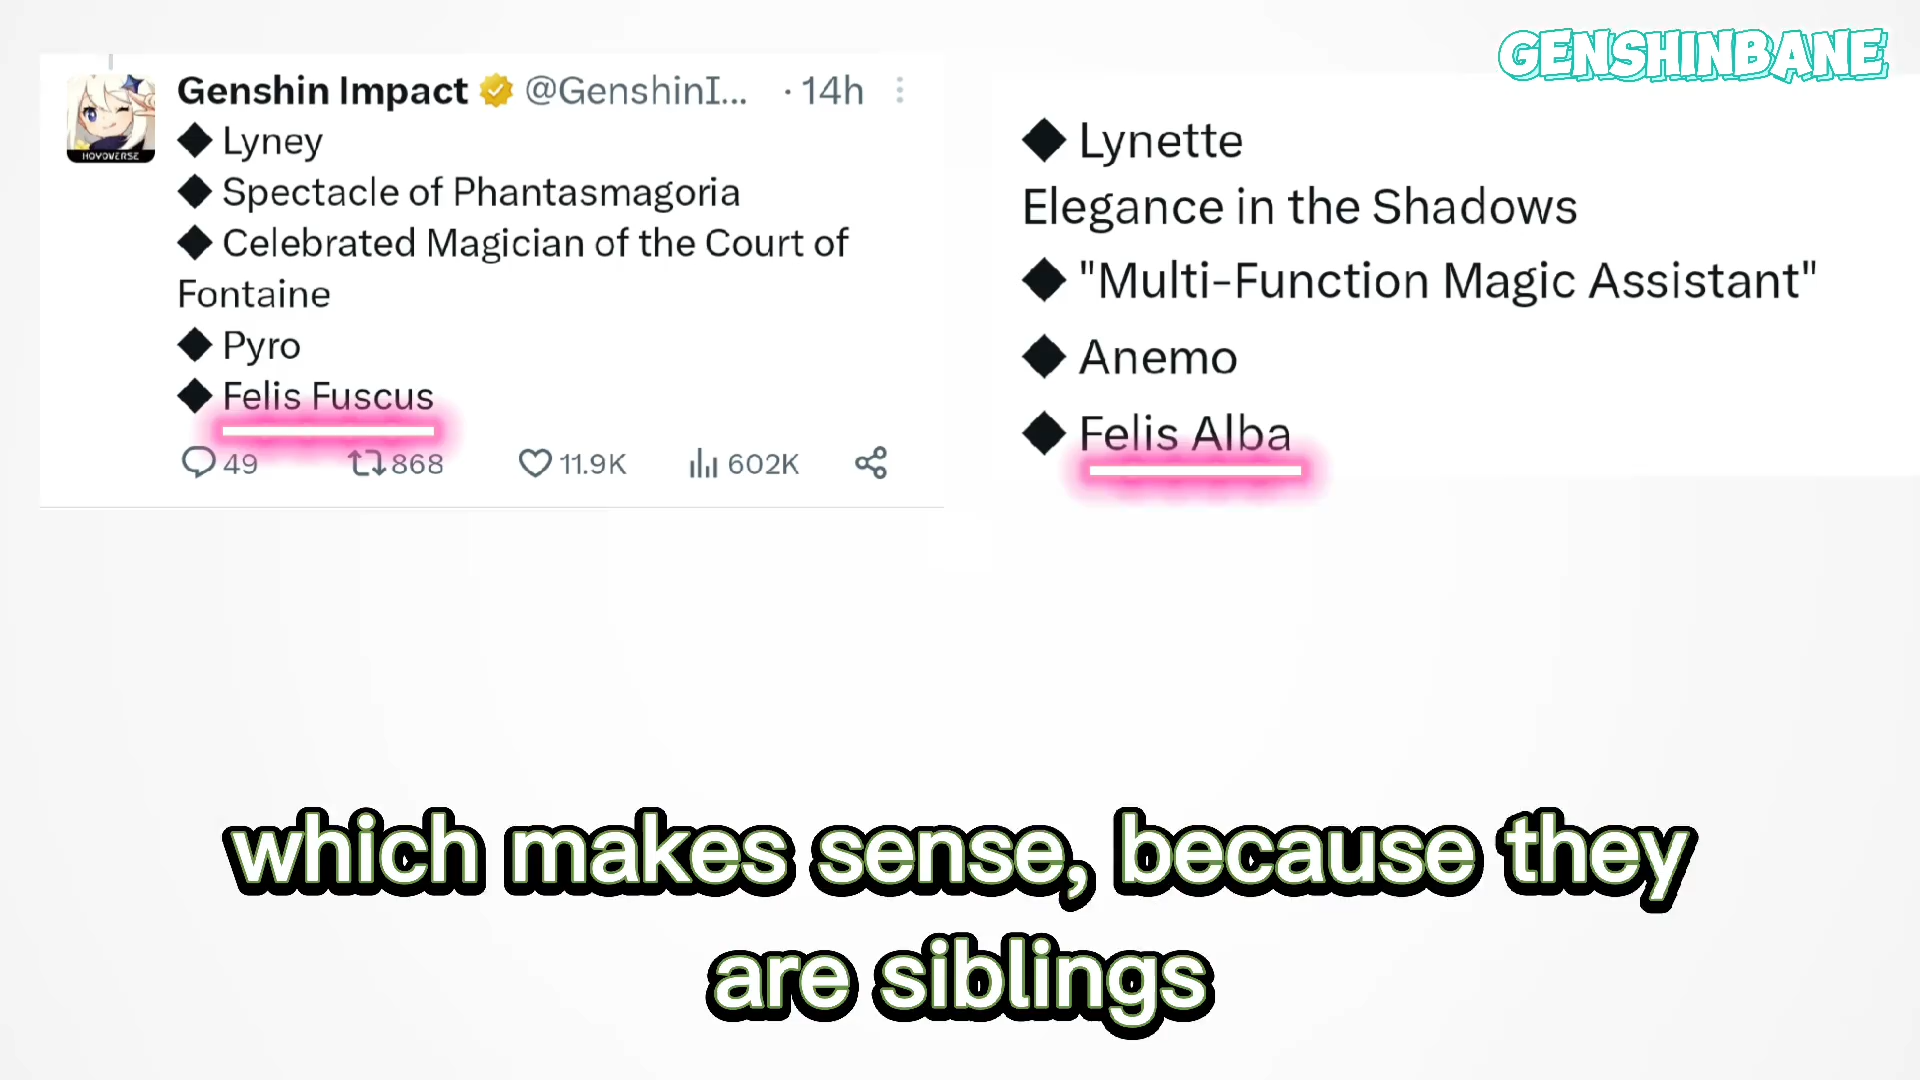 GENSHINBANE
Genshin Impact @GenshinI... · 14h
HOYOVERSE
◆ Lyney
◆ Spectacle of Phantasmagoria
◆ Celebrated Magician of the Court of
Fontaine
◆ Pyro
◆ Felis Fuscus
49 868 11.9K 602K
◆ Lynette
Elegance in the Shadows
◆ "Multi-Function Magic Assistant"
◆ Anemo
◆ Felis Alba
which makes sense, because they
are siblings